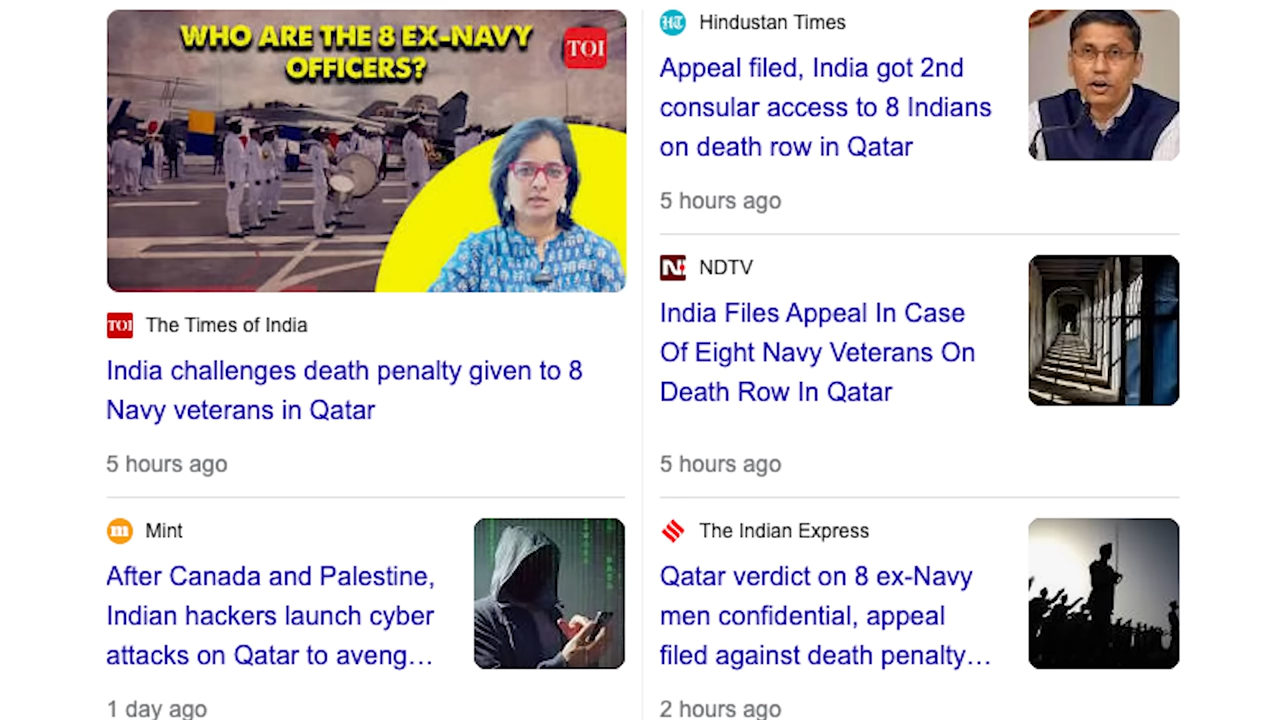 WHO ARE THE 8 EX-NAVY
OFFICERS?
TOI
TOI The Times of India
India challenges death penalty given to 8
Navy veterans in Qatar
5 hours ago
m Mint
After Canada and Palestine,
Indian hackers launch cyber
attacks on Qatar to aveng…
1 day ago
HT Hindustan Times
Appeal filed, India got 2nd
consular access to 8 Indians
on death row in Qatar
5 hours ago
N NDTV
India Files Appeal In Case
Of Eight Navy Veterans On
Death Row In Qatar
5 hours ago
The Indian Express
Qatar verdict on 8 ex-Navy
men confidential, appeal
filed against death penalty…
2 hours ago